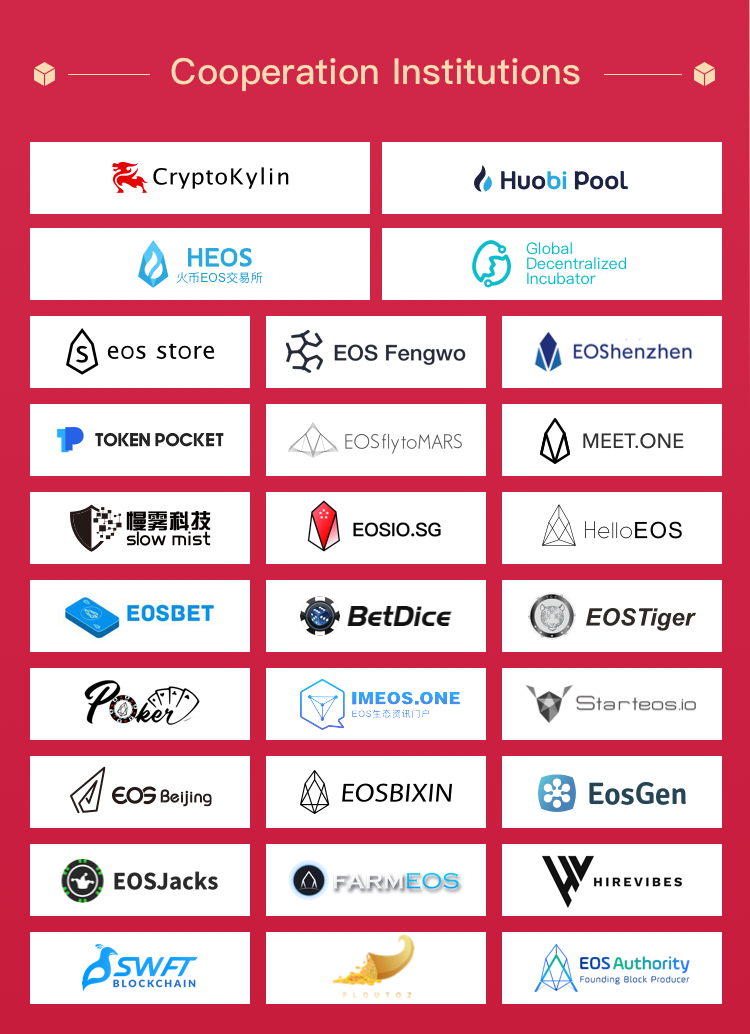 Cooperation Institutions
CryptoKylin
Huobi Pool
HEOS
火币EOS交易所
Global
Decentralized
Incubator
S
eos store
EOS Fengwo
EOShenzhen
TOKEN POCKET
EOSflytoMARS
MEET.ONE
慢雾科技
slow mist
EOSIO.SG
HelloEOS
EOSBET
BetDice
EOSTiger
Poker
IMEOS.ONE
EOS生态资讯门户
Starteos.io
EOS Beijing
EOSBIXIN
EosGen
EOSJacks
FARMEOS
HIREVIBES
SWFT
BLOCKCHAIN
PLOUTOZ
EOS Authority
Founding Block Producer